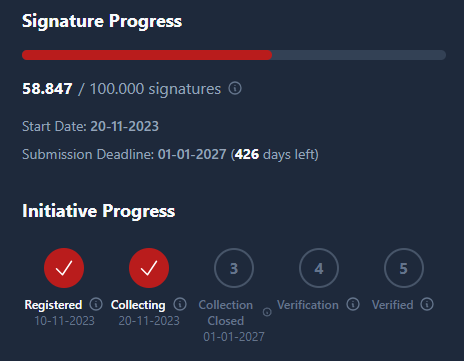 Signature Progress
58.847 / 100.000 signatures
Start Date: 20-11-2023
Submission Deadline: 01-01-2027 (426 days left)
Initiative Progress
3 4 5
Registered Collecting Collection Closed Verification Verified
10-11-2023 20-11-2023 01-01-2027